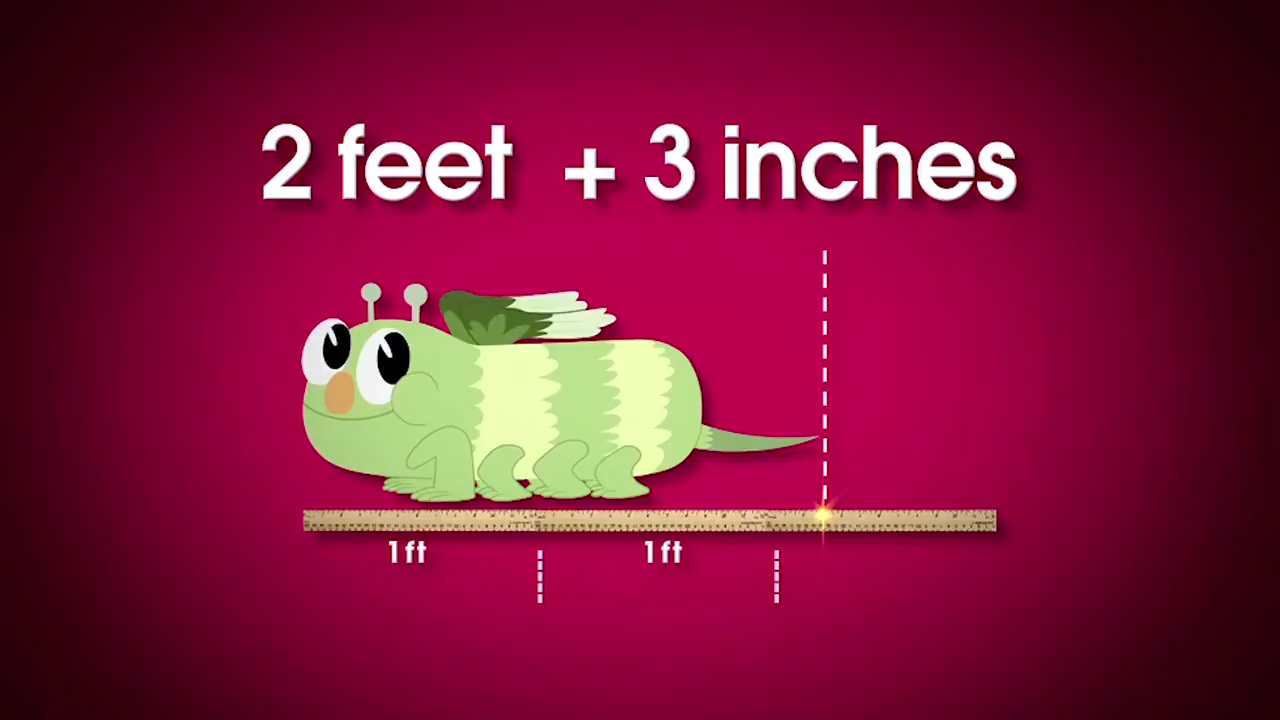 2 feet + 3 inches
1 ft 1 ft